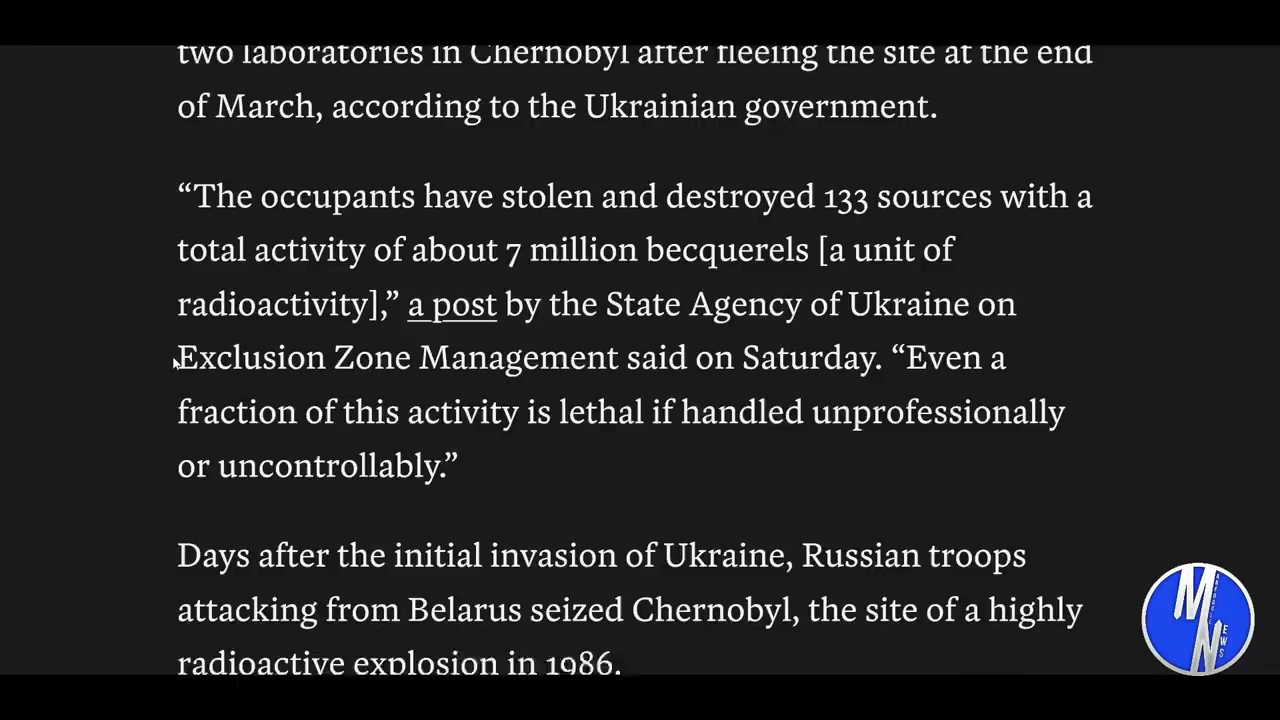 two laboratories in Chernobyl after fleeing the site at the end
of March, according to the Ukrainian government.
“The occupants have stolen and destroyed 133 sources with a
total activity of about 7 million becquerels [a unit of
radioactivity],” a post by the State Agency of Ukraine on
Exclusion Zone Management said on Saturday. “Even a
fraction of this activity is lethal if handled unprofessionally
or uncontrollably.”
Days after the initial invasion of Ukraine, Russian troops
attacking from Belarus seized Chernobyl, the site of a highly
radioactive explosion in 1986.
M
N
EWS